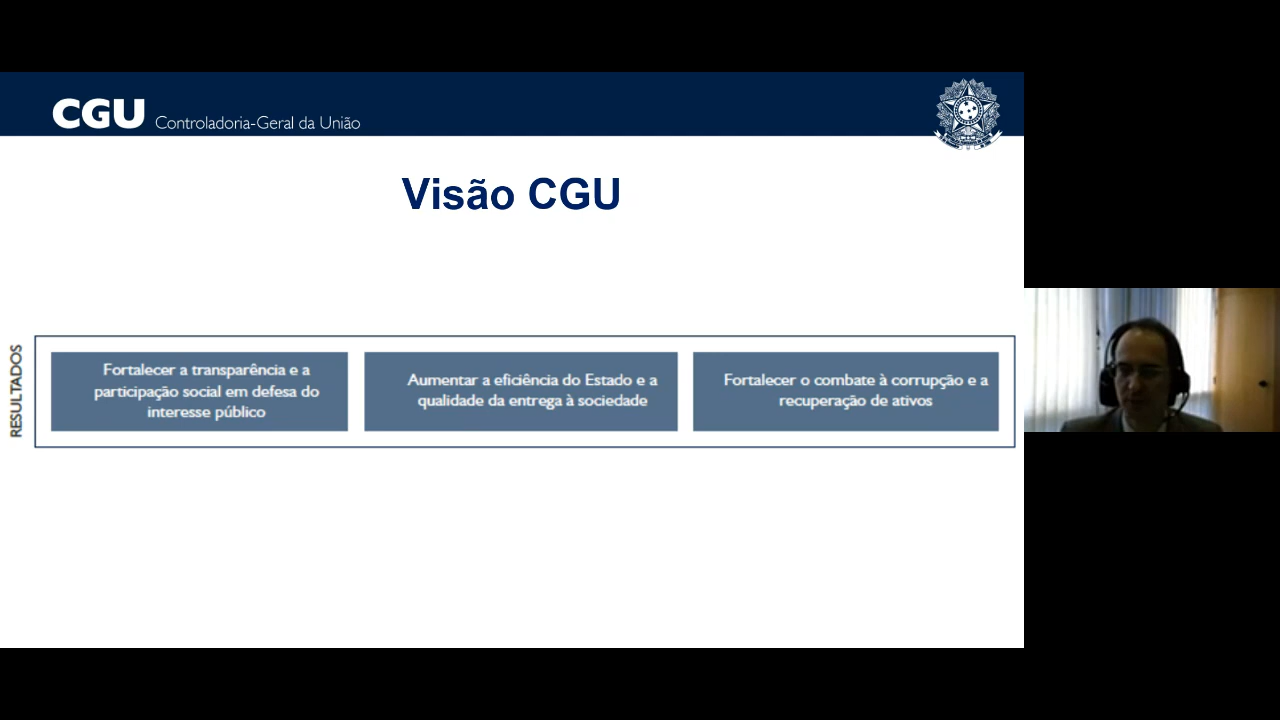 CGU Controladoria-Geral da União
Visão CGU
RESULTADOS
Fortalecer a transparência e a
participação social em defesa do
interesse público
Aumentar a eficiência do Estado e a
qualidade da entrega à sociedade
Fortalecer o combate à corrupção e a
recuperação de ativos